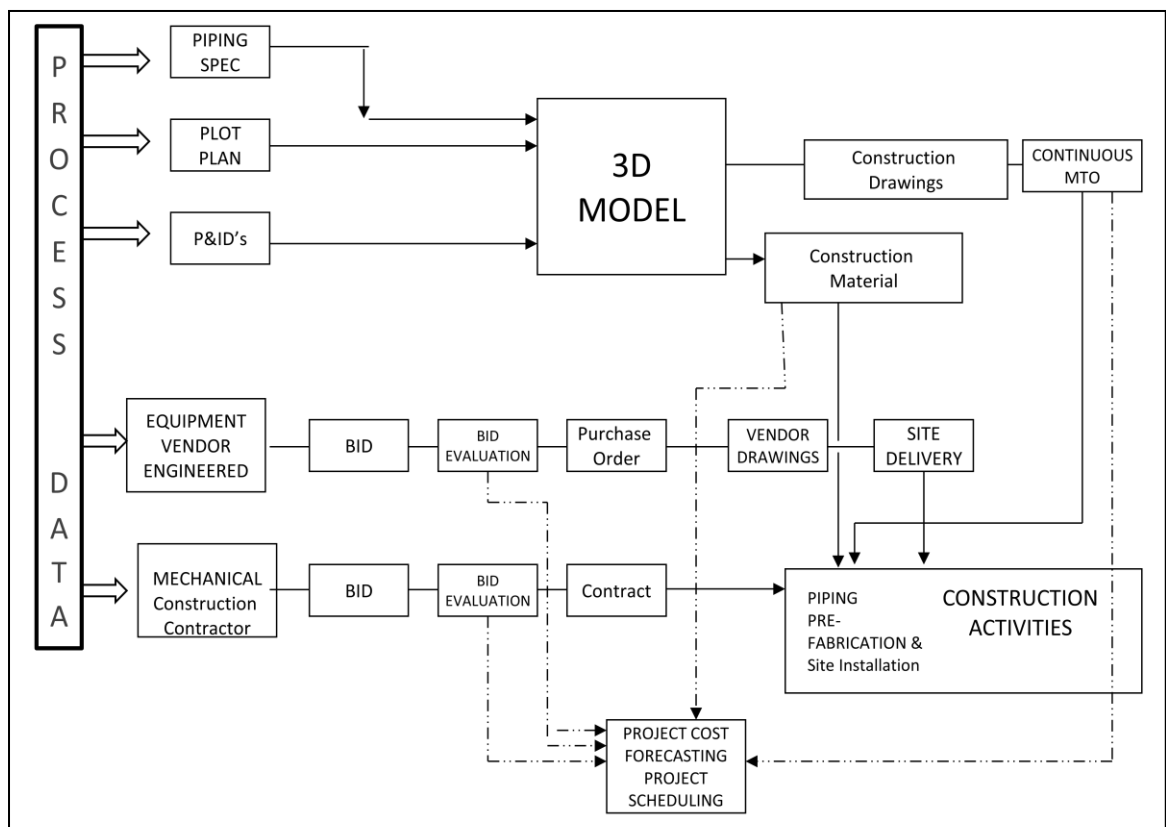 PROCESS DATA
PIPING
SPEC
PLOT
PLAN
P&ID's
3D
MODEL
Construction
Drawings
CONTINUOUS
MTO
Construction
Material
EQUIPMENT
VENDOR
ENGINEERED
BID
BID
EVALUATION
Purchase
Order
VENDOR
DRAWINGS
SITE
DELIVERY
MECHANICAL
Construction
Contractor
BID
BID
EVALUATION
Contract
PIPING
PRE-
FABRICATION &
Site Installation
CONSTRUCTION
ACTIVITIES
PROJECT COST
FORECASTING
PROJECT
SCHEDULING